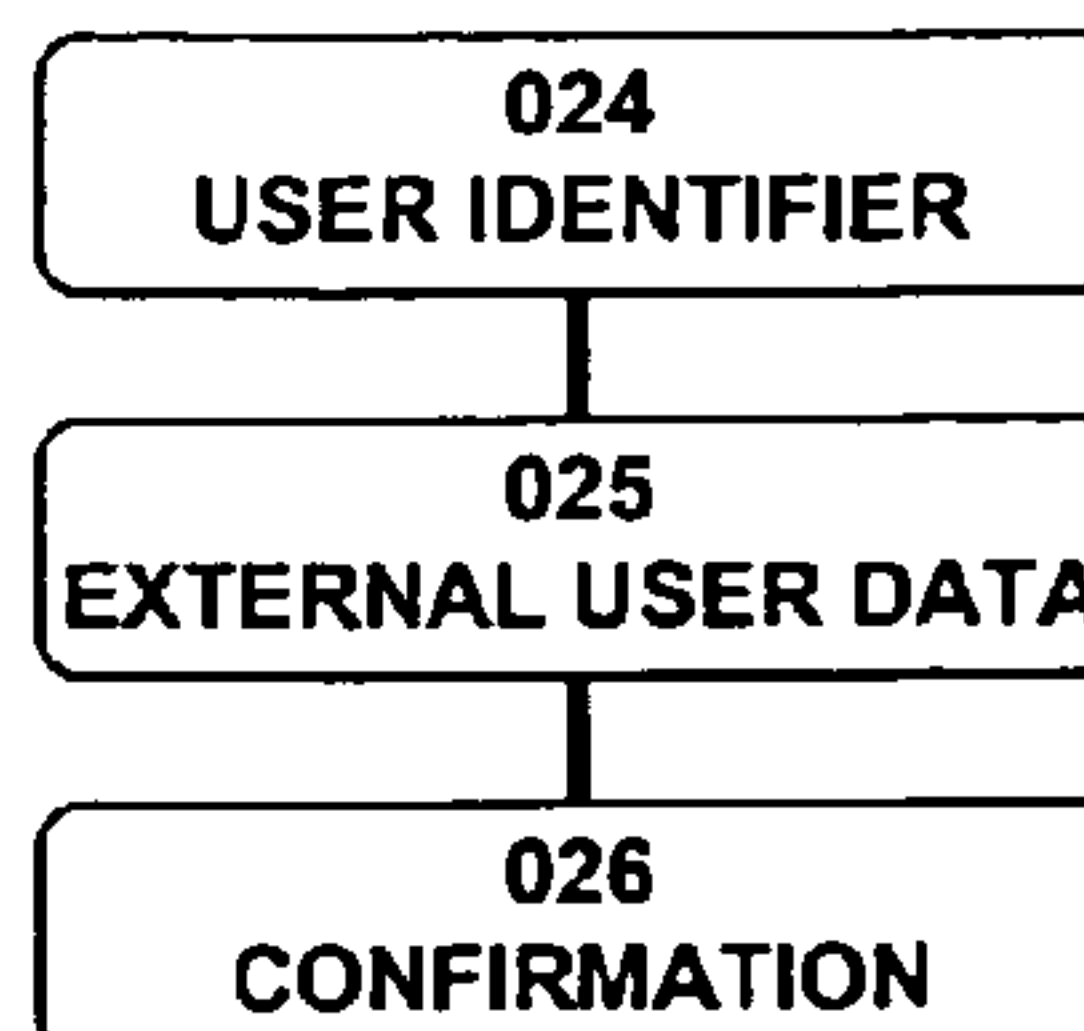 024
USER IDENTIFIER
025
EXTERNAL USER DATA
026
CONFIRMATION